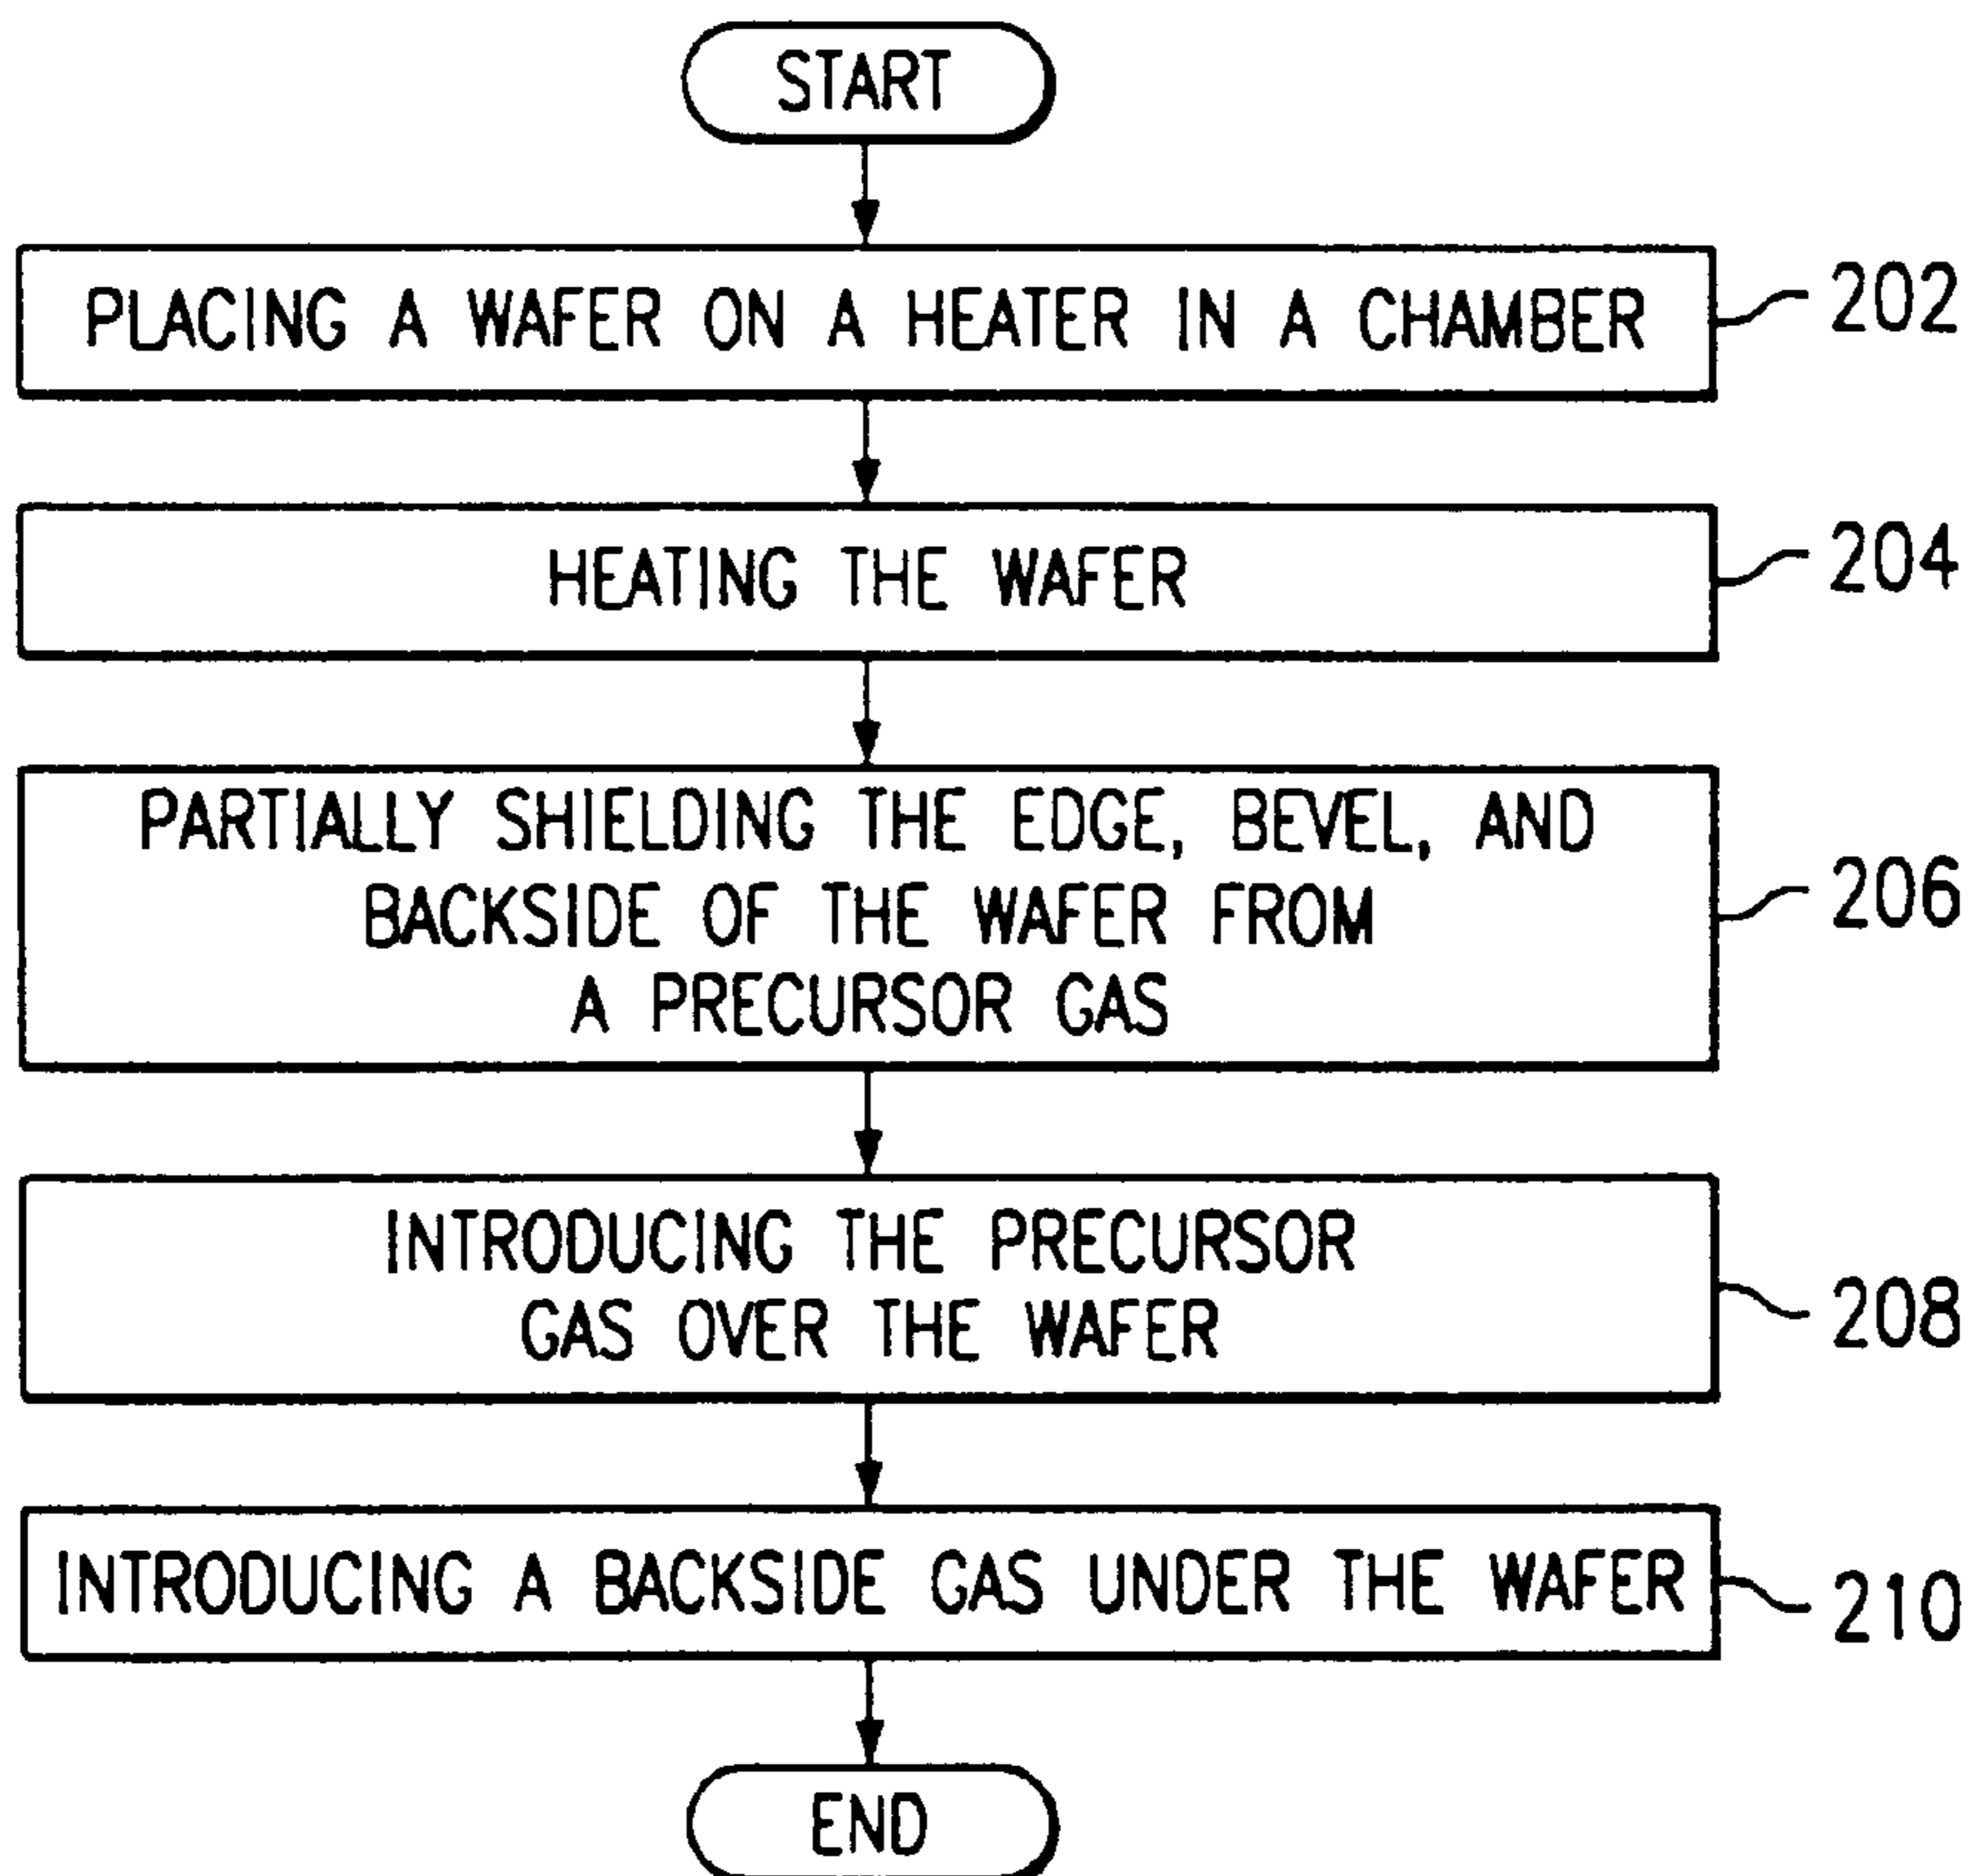 START
PLACING A WAFER ON A HEATER IN A CHAMBER
202
HEATING THE WAFER
204
PARTIALLY SHIELDING THE EDGE, BEVEL, AND
BACKSIDE OF THE WAFER FROM
A PRECURSOR GAS
206
INTRODUCING THE PRECURSOR
GAS OVER THE WAFER
208
INTRODUCING A BACKSIDE GAS UNDER THE WAFER
210
END